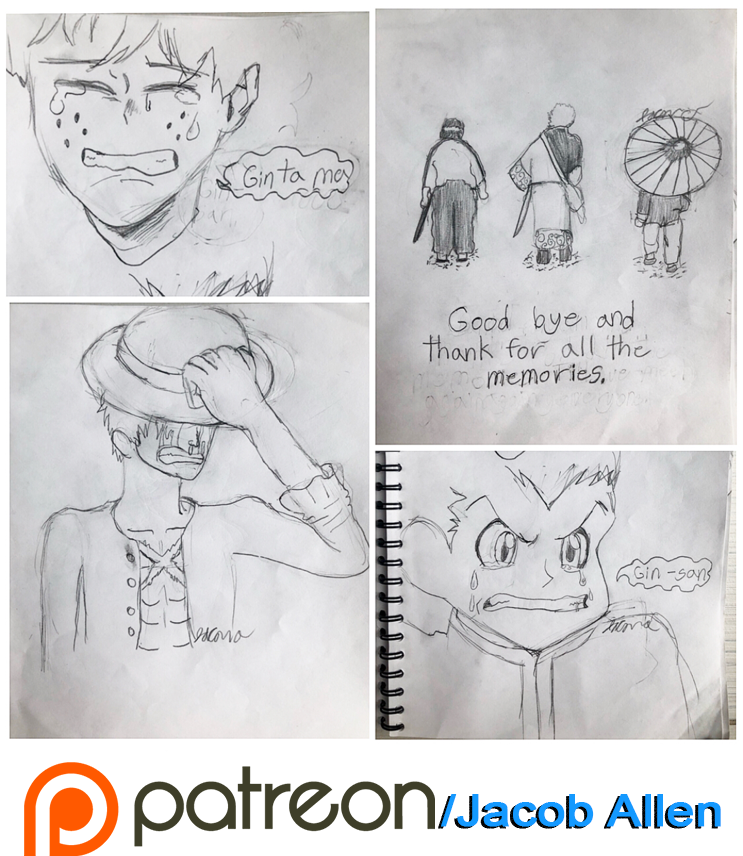 Gin ta ma
Good bye and
thank for all the
memories.
Gin-san
patreon/Jacob Allen